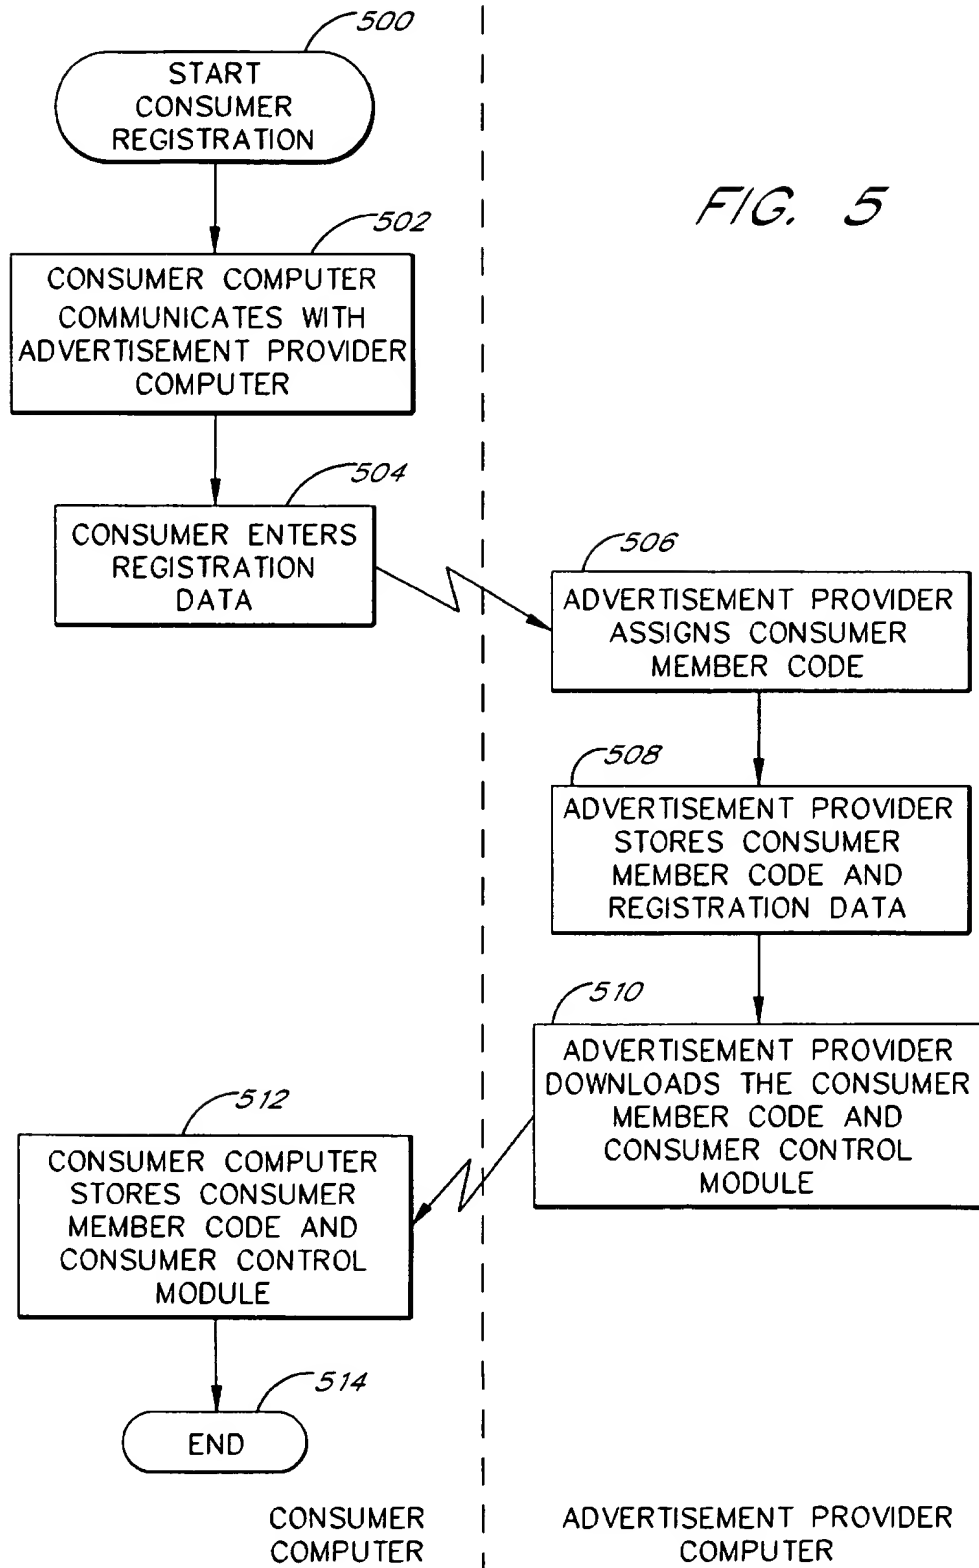 500
START
CONSUMER
REGISTRATION
FIG. 5
502
CONSUMER COMPUTER
COMMUNICATES WITH
ADVERTISEMENT PROVIDER
COMPUTER
504
CONSUMER ENTERS
REGISTRATION
DATA
506
ADVERTISEMENT PROVIDER
ASSIGNS CONSUMER
MEMBER CODE
508
ADVERTISEMENT PROVIDER
STORES CONSUMER
MEMBER CODE AND
REGISTRATION DATA
510
ADVERTISEMENT PROVIDER
DOWNLOADS THE CONSUMER
MEMBER CODE AND
CONSUMER CONTROL
MODULE
512
CONSUMER COMPUTER
STORES CONSUMER
MEMBER CODE AND
CONSUMER CONTROL
MODULE
514
END
CONSUMER
COMPUTER
ADVERTISEMENT PROVIDER
COMPUTER